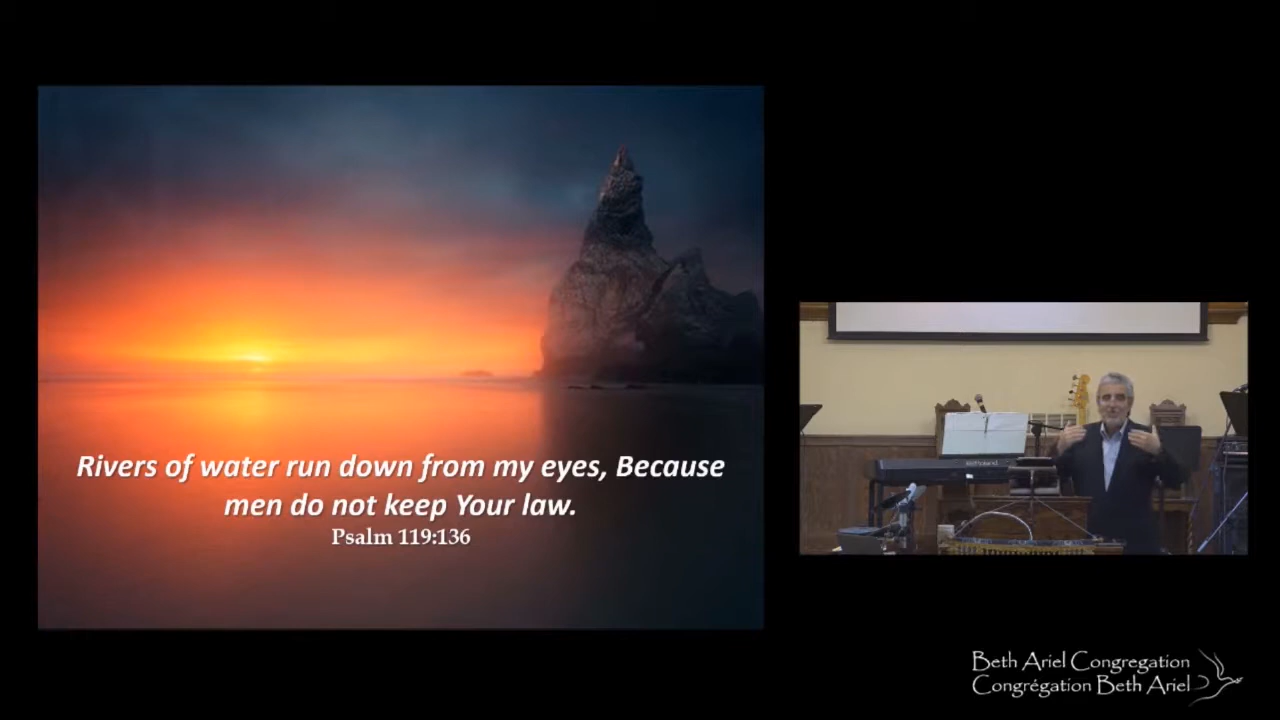 Rivers of water run down from my eyes, Because
men do not keep Your law.
Psalm 119:136
Roland
Beth Ariel Congregation
Congrégation Beth Ariel